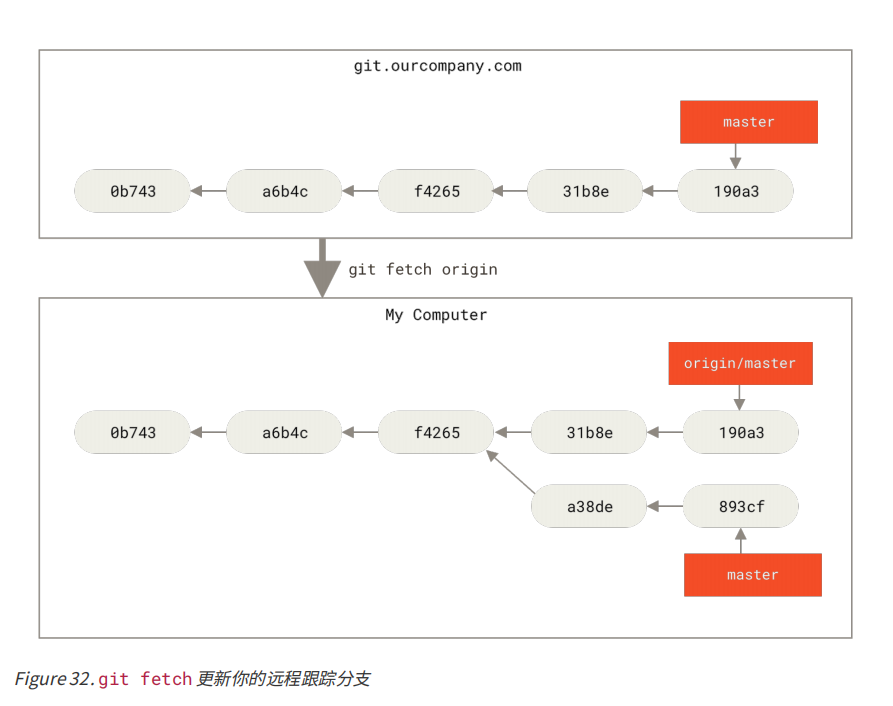 git.ourcompany.com
master
0b743 a6b4c f4265 31b8e 190a3
git fetch origin
My Computer
origin/master
0b743 a6b4c f4265 31b8e 190a3
a38de 893cf
master
Figure 32. git fetch 更新你的远程跟踪分支